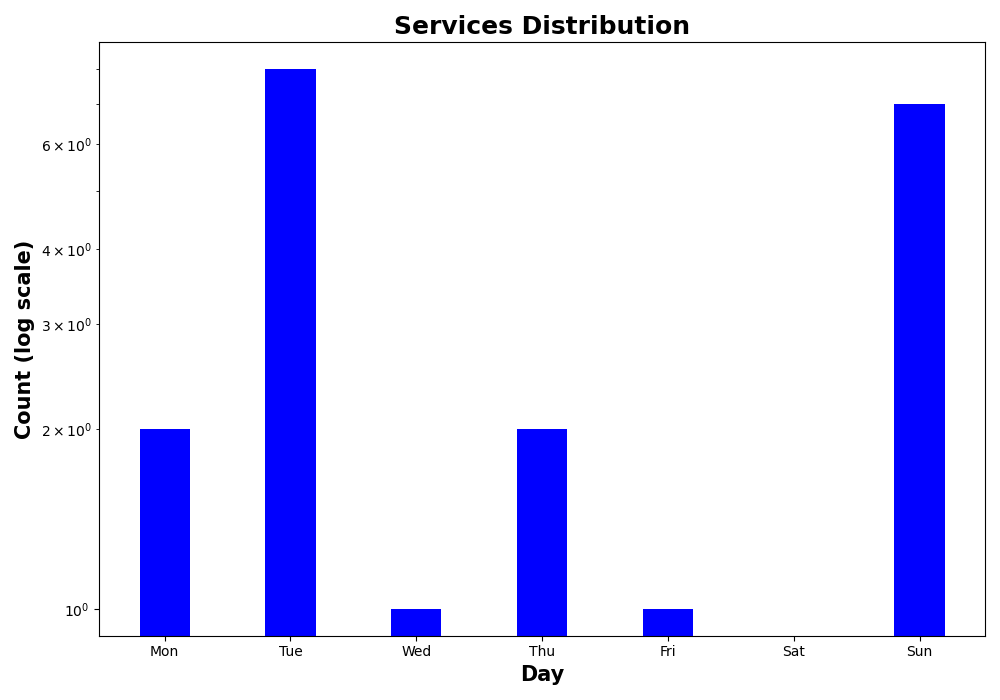 Services Distribution
Count (log scale)
6 × 10⁰
4 × 10⁰
3 × 10⁰
2 × 10⁰
10⁰
Mon Tue Wed Thu Fri Sat Sun
Day